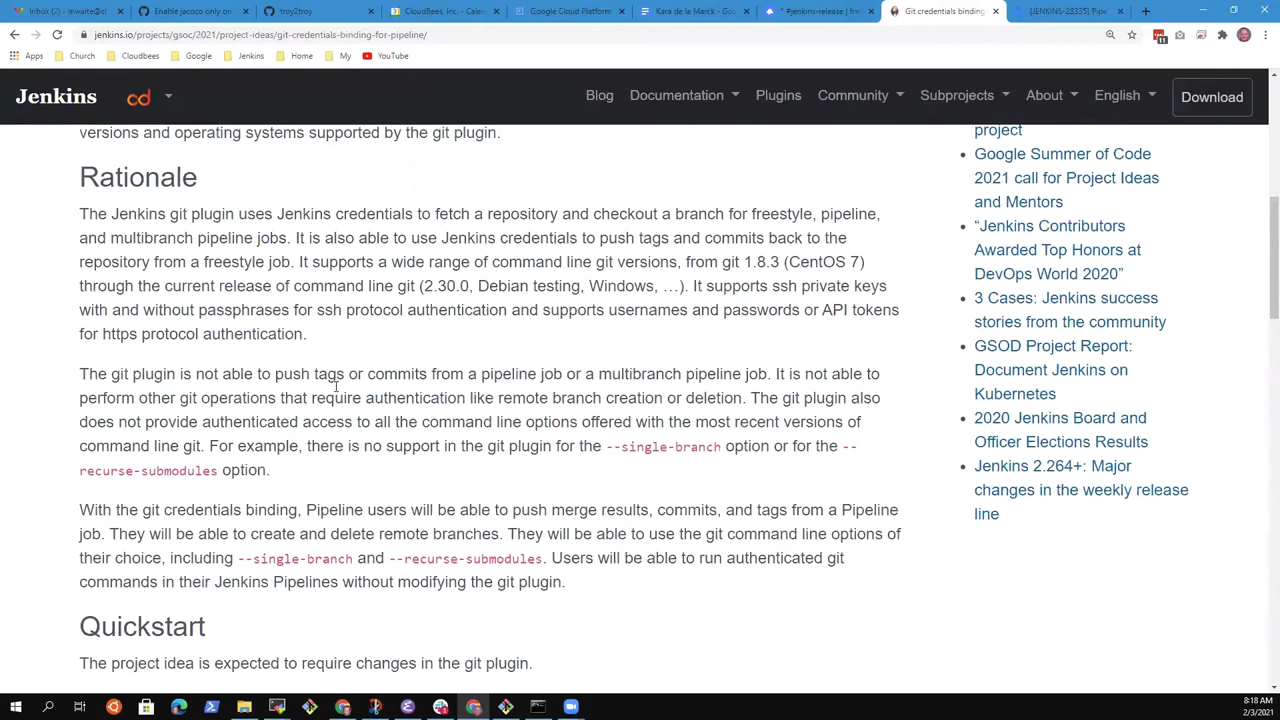 Inbox (2) - mwaite@cl
Enable jacoco only on
troy2troy
CloudBees, Inc. - Calen
Google Cloud Platform
Kara de la Marck - Goo
Git credentials binding
[JENKINS-28335] Pipe
jenkins.io/projects/gsoc/2021/project-ideas/git-credentials-binding-for-pipeline/
11
Apps
Church
Cloudbees
Google
Jenkins
Home
My
YouTube
Jenkins
cd
Blog
Documentation
Plugins
Community
Subprojects
About
English
Download
versions and operating systems supported by the git plugin.
Rationale
The Jenkins git plugin uses Jenkins credentials to fetch a repository and checkout a branch for freestyle, pipeline,
and multibranch pipeline jobs. It is also able to use Jenkins credentials to push tags and commits back to the
repository from a freestyle job. It supports a wide range of command line git versions, from git 1.8.3 (CentOS 7)
through the current release of command line git (2.30.0, Debian testing, Windows, …). It supports ssh private keys
with and without passphrases for ssh protocol authentication and supports usernames and passwords or API tokens
for https protocol authentication.
The git plugin is not able to push tags or commits from a pipeline job or a multibranch pipeline job. It is not able to
perform other git operations that require authentication like remote branch creation or deletion. The git plugin also
does not provide authenticated access to all the command line options offered with the most recent versions of
command line git. For example, there is no support in the git plugin for the --single-branch option or for the --
recurse-submodules option.
With the git credentials binding, Pipeline users will be able to push merge results, commits, and tags from a Pipeline
job. They will be able to create and delete remote branches. They will be able to use the git command line options of
their choice, including --single-branch and --recurse-submodules. Users will be able to run authenticated git
commands in their Jenkins Pipelines without modifying the git plugin.
Quickstart
The project idea is expected to require changes in the git plugin.
project
Google Summer of Code
2021 call for Project Ideas
and Mentors
“Jenkins Contributors
Awarded Top Honors at
DevOps World 2020”
3 Cases: Jenkins success
stories from the community
GSOD Project Report:
Document Jenkins on
Kubernetes
2020 Jenkins Board and
Officer Elections Results
Jenkins 2.264+: Major
changes in the weekly release
line
8:18 AM
2/3/2021